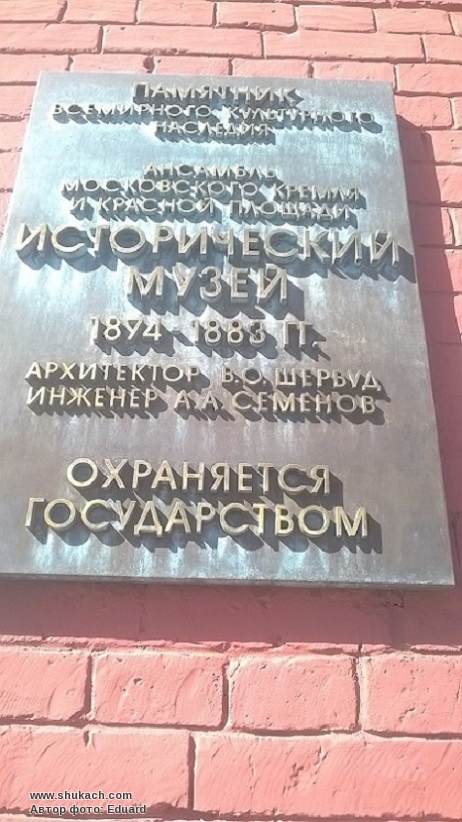 ПАМЯТНИК
ВСЕМИРНОГО КУЛЬТУРНОГО
НАСЛЕДИЯ
АНСАМБЛЬ
МОСКОВСКОГО КРЕМЛЯ
И КРАСНОЙ ПЛОЩАДИ
ИСТОРИЧЕСКИЙ
МУЗЕЙ
1874-1883 ГГ.
АРХИТЕКТОР В.О. ШЕРВУД
ИНЖЕНЕР А.А. СЕМЕНОВ
ОХРАНЯЕТСЯ
ГОСУДАРСТВОМ
www.shukach.com
Автор фото: Eduard